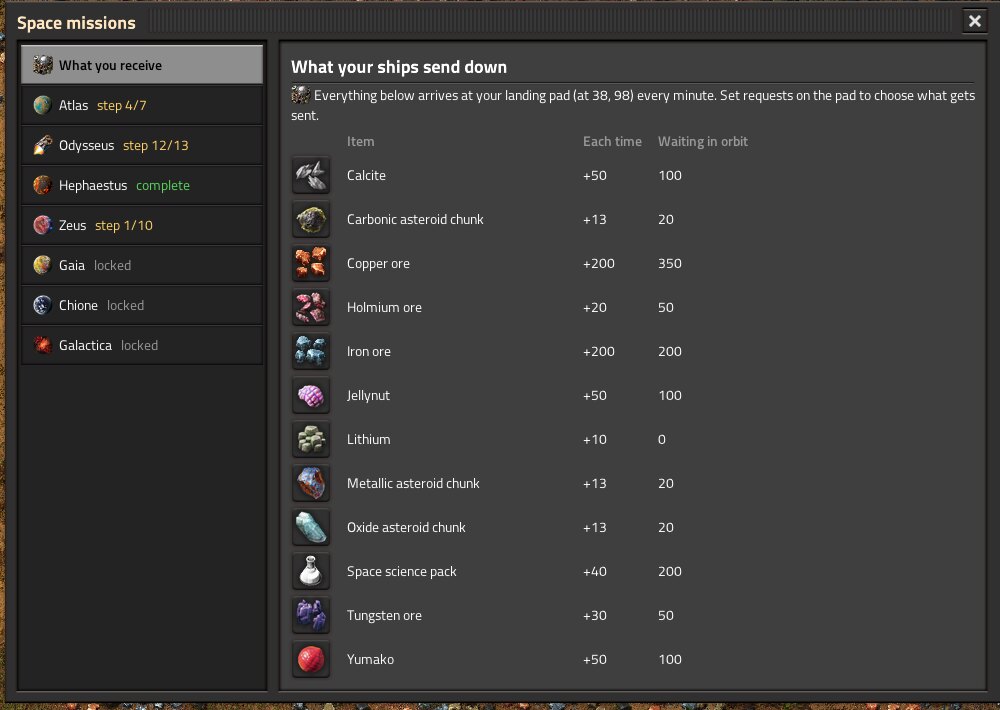 Space missions
What you receive
Atlas step 4/7
Odysseus step 12/13
Hephaestus complete
Zeus step 1/10
Gaia locked
Chione locked
Galactica locked
What your ships send down
Everything below arrives at your landing pad (at 38, 98) every minute. Set requests on the pad to choose what gets
sent.
Item Each time Waiting in orbit
Calcite +50 100
Carbonic asteroid chunk +13 20
Copper ore +200 350
Holmium ore +20 50
Iron ore +200 200
Jellynut +50 100
Lithium +10 0
Metallic asteroid chunk +13 20
Oxide asteroid chunk +13 20
Space science pack +40 200
Tungsten ore +30 50
Yumako +50 100